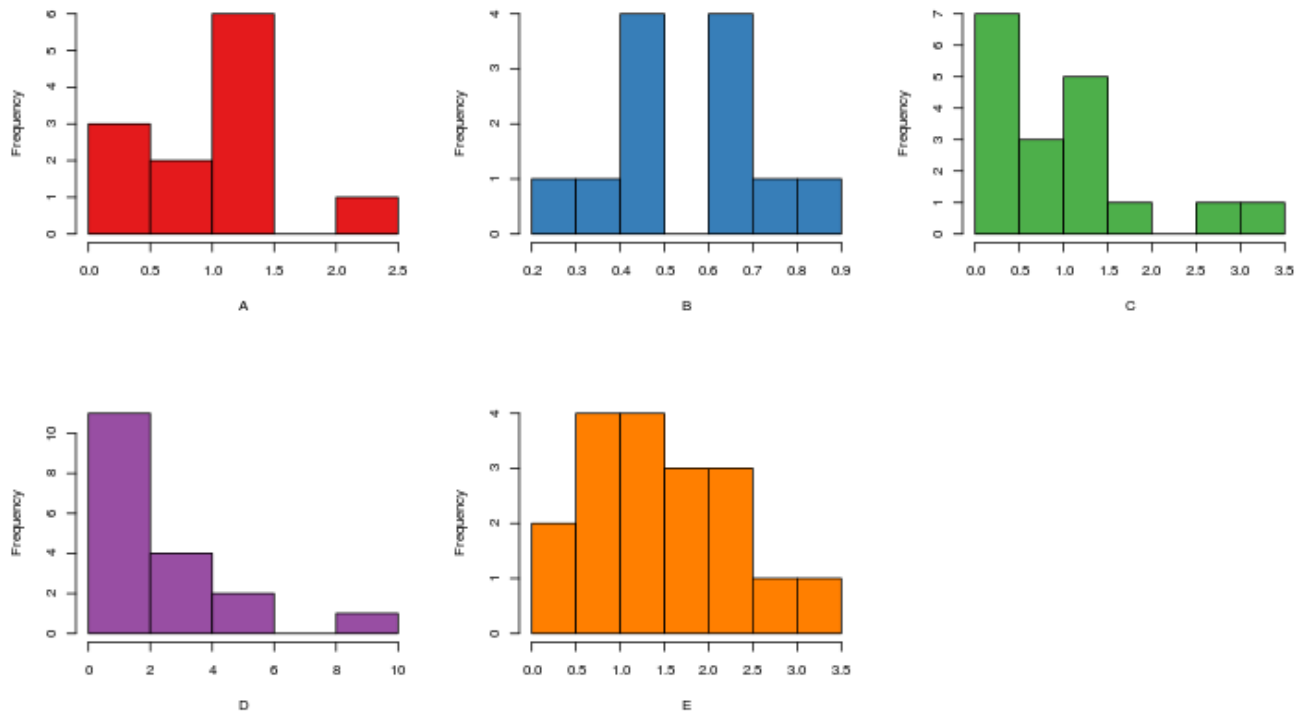 Frequency
0 1 2 3 4 5 6
0.0 0.5 1.0 1.5 2.0 2.5
A
Frequency
0 1 2 3 4
0.2 0.3 0.4 0.5 0.6 0.7 0.8 0.9
B
Frequency
0 1 2 3 4 5 6 7
0.0 0.5 1.0 1.5 2.0 2.5 3.0 3.5
C
Frequency
0 2 4 6 8 10
0 2 4 6 8 10
D
Frequency
0 1 2 3 4
0.0 0.5 1.0 1.5 2.0 2.5 3.0 3.5
E